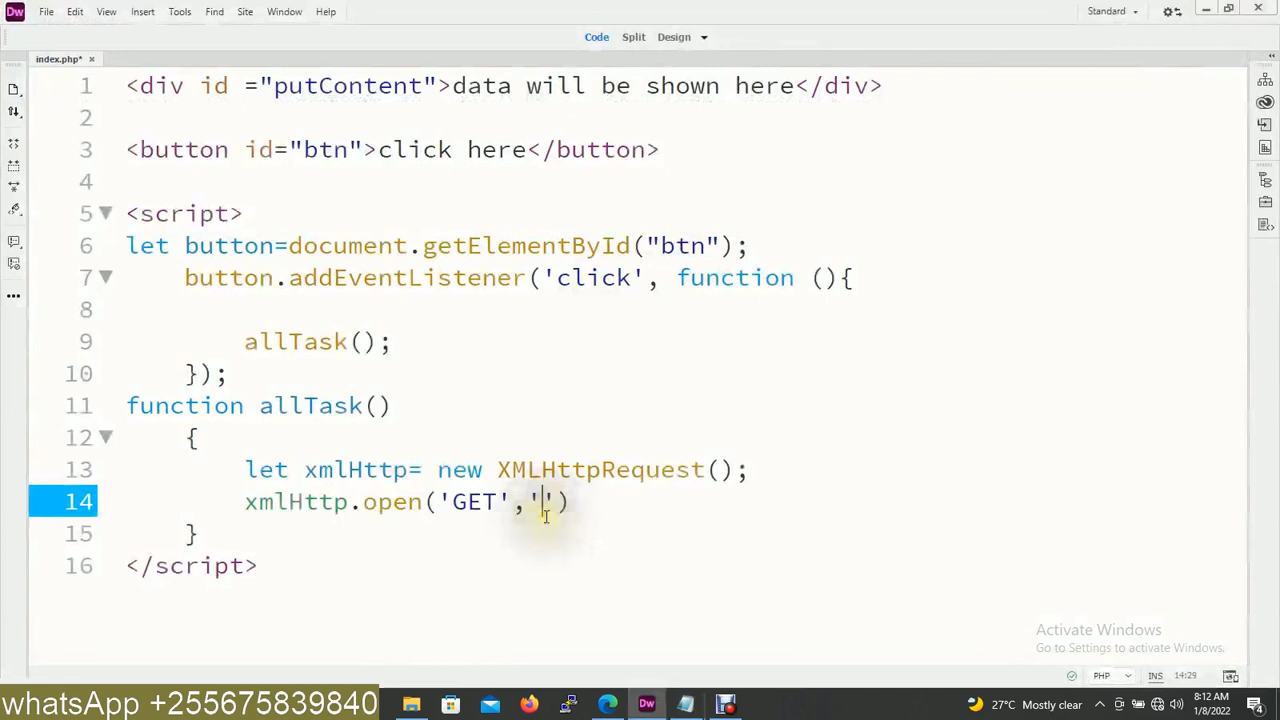 Dw File Edit View Insert Tools Find Site Window Help Standard
Code Split Design
index.php*
1 <div id ="putContent">data will be shown here</div>
2
3 <button id="btn">click here</button>
4
5 <script>
6 let button=document.getElementById("btn");
7 button.addEventListener('click', function (){
8
9 allTask();
10 });
11 function allTask()
12 {
13 let xmlHttp= new XMLHttpRequest();
14 xmlHttp.open('GET','')
15 }
16 </script>
Activate Windows
Go to Settings to activate Windows.
PHP INS 14:29
whatsApp +255675839840
Dw
27°C Mostly clear
8:12 AM
1/8/2022
4